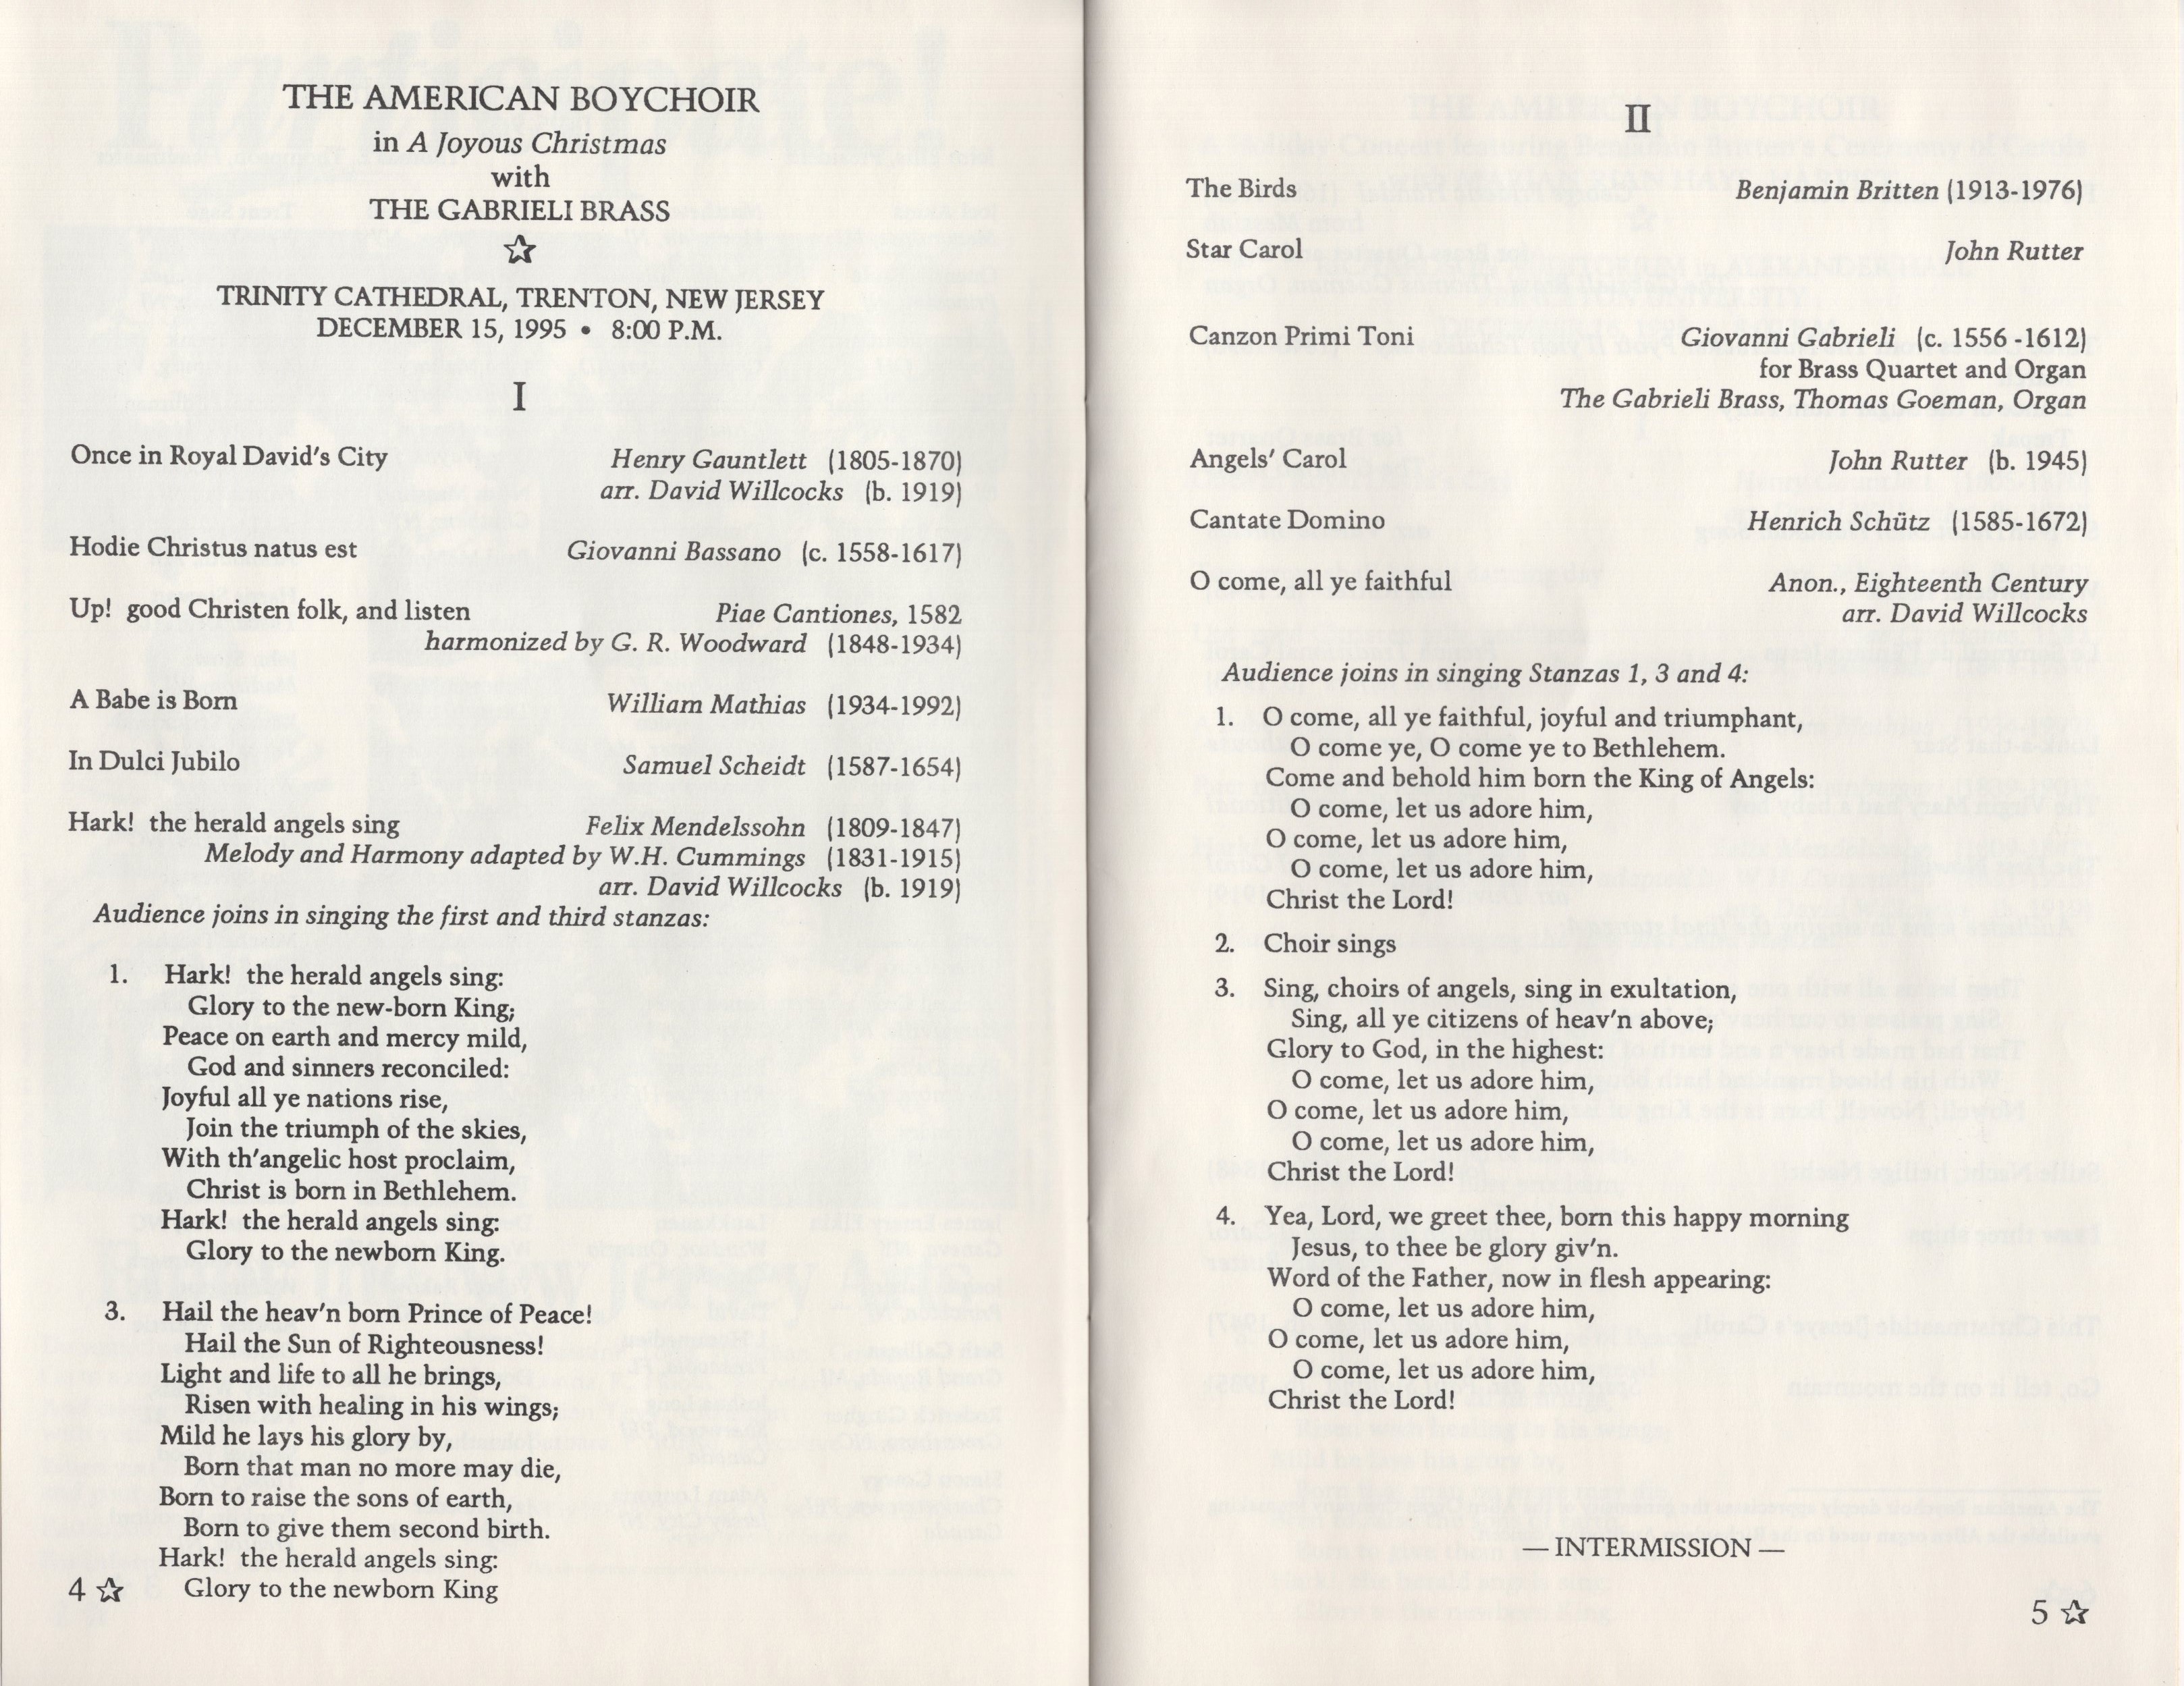 THE AMERICAN BOYCHOIR
in A Joyous Christmas
with
THE GABRIELI BRASS
☆
TRINITY CATHEDRAL, TRENTON, NEW JERSEY
DECEMBER 15, 1995 • 8:00 P.M.
I
Once in Royal David's City Henry Gauntlett (1805-1870)
arr. David Willcocks (b. 1919)
Hodie Christus natus est Giovanni Bassano (c. 1558-1617)
Up! good Christen folk, and listen Piae Cantiones, 1582
harmonized by G. R. Woodward (1848-1934)
A Babe is Born William Mathias (1934-1992)
In Dulci Jubilo Samuel Scheidt (1587-1654)
Hark! the herald angels sing Felix Mendelssohn (1809-1847)
Melody and Harmony adapted by W.H. Cummings (1831-1915)
arr. David Willcocks (b. 1919)
Audience joins in singing the first and third stanzas:
1. Hark! the herald angels sing:
Glory to the new-born King;
Peace on earth and mercy mild,
God and sinners reconciled:
Joyful all ye nations rise,
Join the triumph of the skies,
With th'angelic host proclaim,
Christ is born in Bethlehem.
Hark! the herald angels sing:
Glory to the newborn King.
3. Hail the heav'n born Prince of Peace!
Hail the Sun of Righteousness!
Light and life to all he brings,
Risen with healing in his wings;
Mild he lays his glory by,
Born that man no more may die,
Born to raise the sons of earth,
Born to give them second birth.
Hark! the herald angels sing:
Glory to the newborn King
4 ☆
II
The Birds Benjamin Britten (1913-1976)
Star Carol John Rutter
Canzon Primi Toni Giovanni Gabrieli (c. 1556 -1612)
for Brass Quartet and Organ
The Gabrieli Brass, Thomas Goeman, Organ
Angels' Carol John Rutter (b. 1945)
Cantate Domino Henrich Schütz (1585-1672)
O come, all ye faithful Anon., Eighteenth Century
arr. David Willcocks
Audience joins in singing Stanzas 1, 3 and 4:
1. O come, all ye faithful, joyful and triumphant,
O come ye, O come ye to Bethlehem.
Come and behold him born the King of Angels:
O come, let us adore him,
O come, let us adore him,
O come, let us adore him,
Christ the Lord!
2. Choir sings
3. Sing, choirs of angels, sing in exultation,
Sing, all ye citizens of heav'n above;
Glory to God, in the highest:
O come, let us adore him,
O come, let us adore him,
O come, let us adore him,
Christ the Lord!
4. Yea, Lord, we greet thee, born this happy morning
Jesus, to thee be glory giv'n.
Word of the Father, now in flesh appearing:
O come, let us adore him,
O come, let us adore him,
O come, let us adore him,
Christ the Lord!
— INTERMISSION —
5 ☆